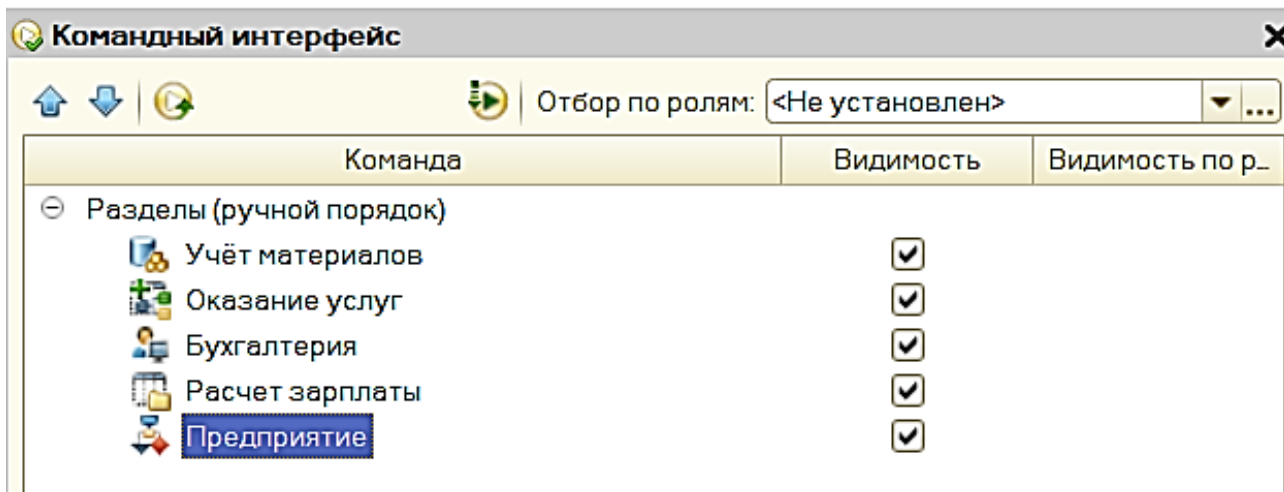 Командный интерфейс
Отбор по ролям: <Не установлен> ...
Команда Видимость Видимость по р...
Разделы (ручной порядок)
Учёт материалов
Оказание услуг
Бухгалтерия
Расчет зарплаты
Предприятие